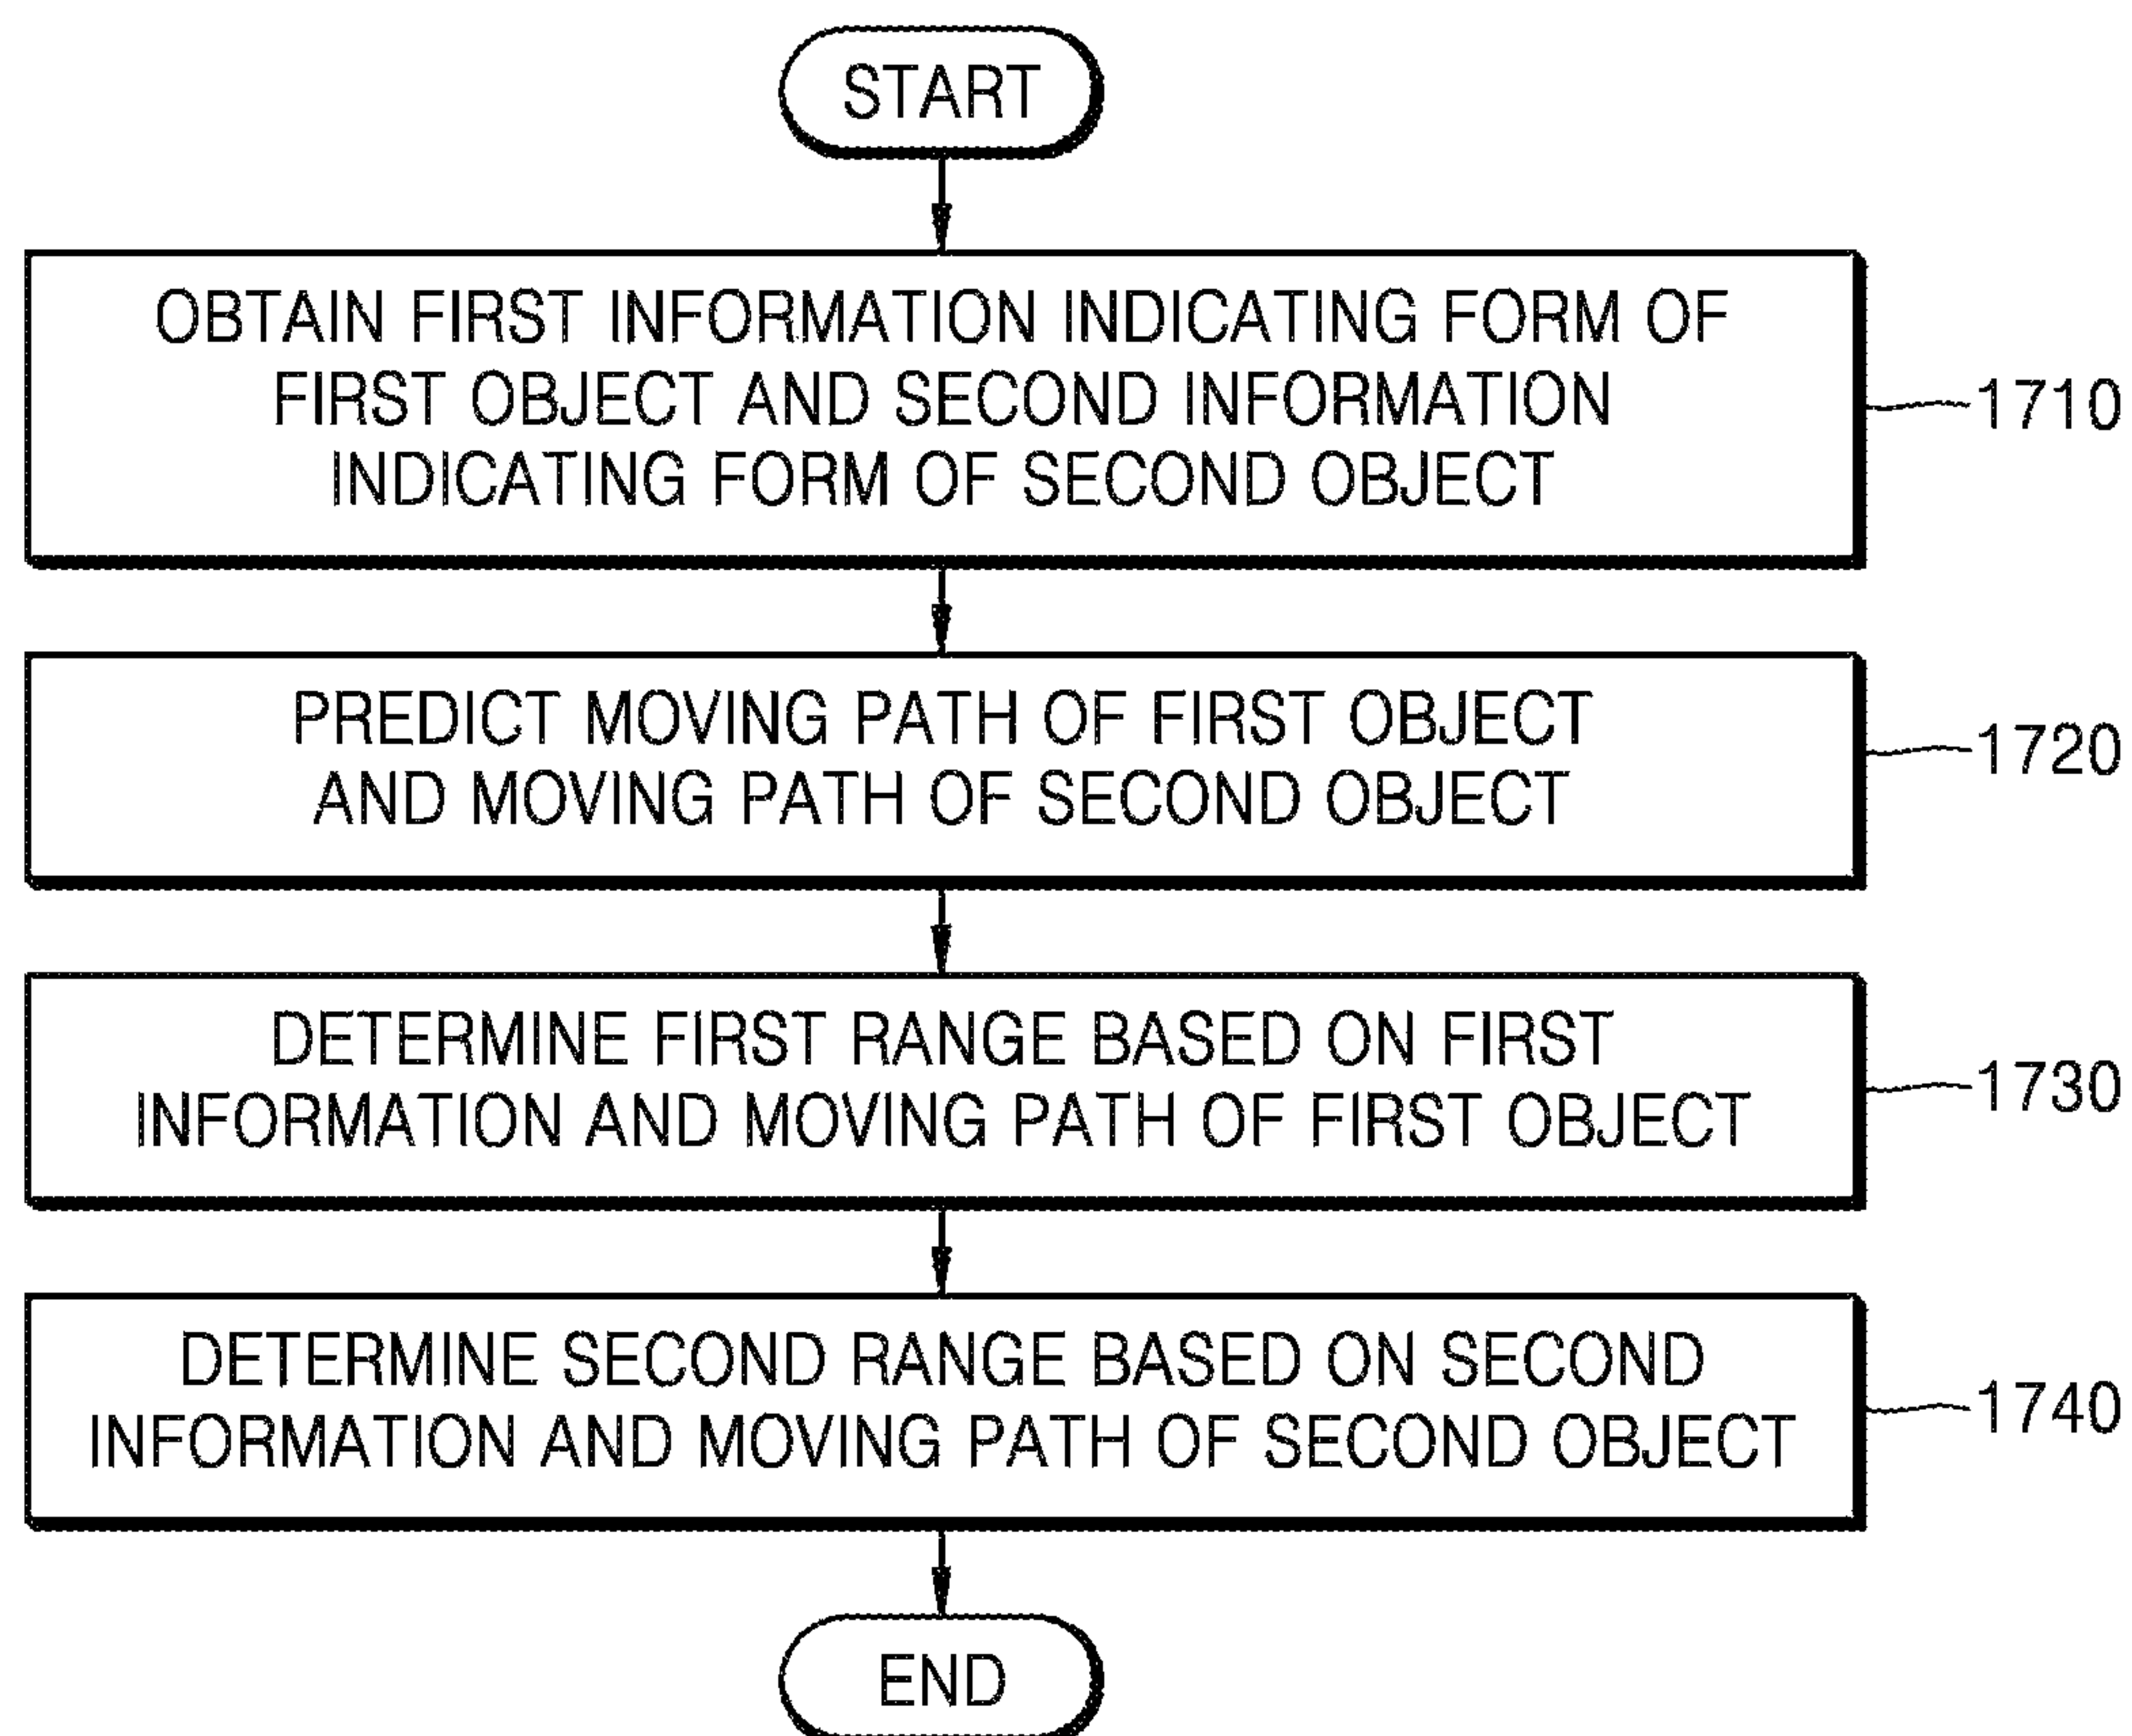 START
OBTAIN FIRST INFORMATION INDICATING FORM OF
FIRST OBJECT AND SECOND INFORMATION
INDICATING FORM OF SECOND OBJECT
1710
PREDICT MOVING PATH OF FIRST OBJECT
AND MOVING PATH OF SECOND OBJECT
1720
DETERMINE FIRST RANGE BASED ON FIRST
INFORMATION AND MOVING PATH OF FIRST OBJECT
1730
DETERMINE SECOND RANGE BASED ON SECOND
INFORMATION AND MOVING PATH OF SECOND OBJECT
1740
END